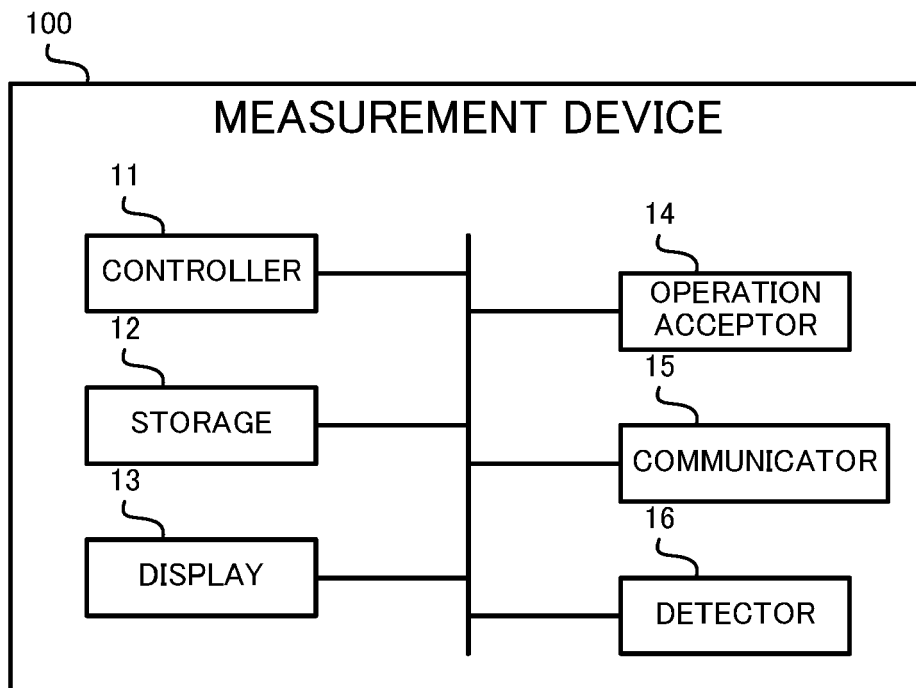 100
MEASUREMENT DEVICE
11
CONTROLLER
12
STORAGE
13
DISPLAY
14
OPERATION
ACCEPTOR
15
COMMUNICATOR
16
DETECTOR